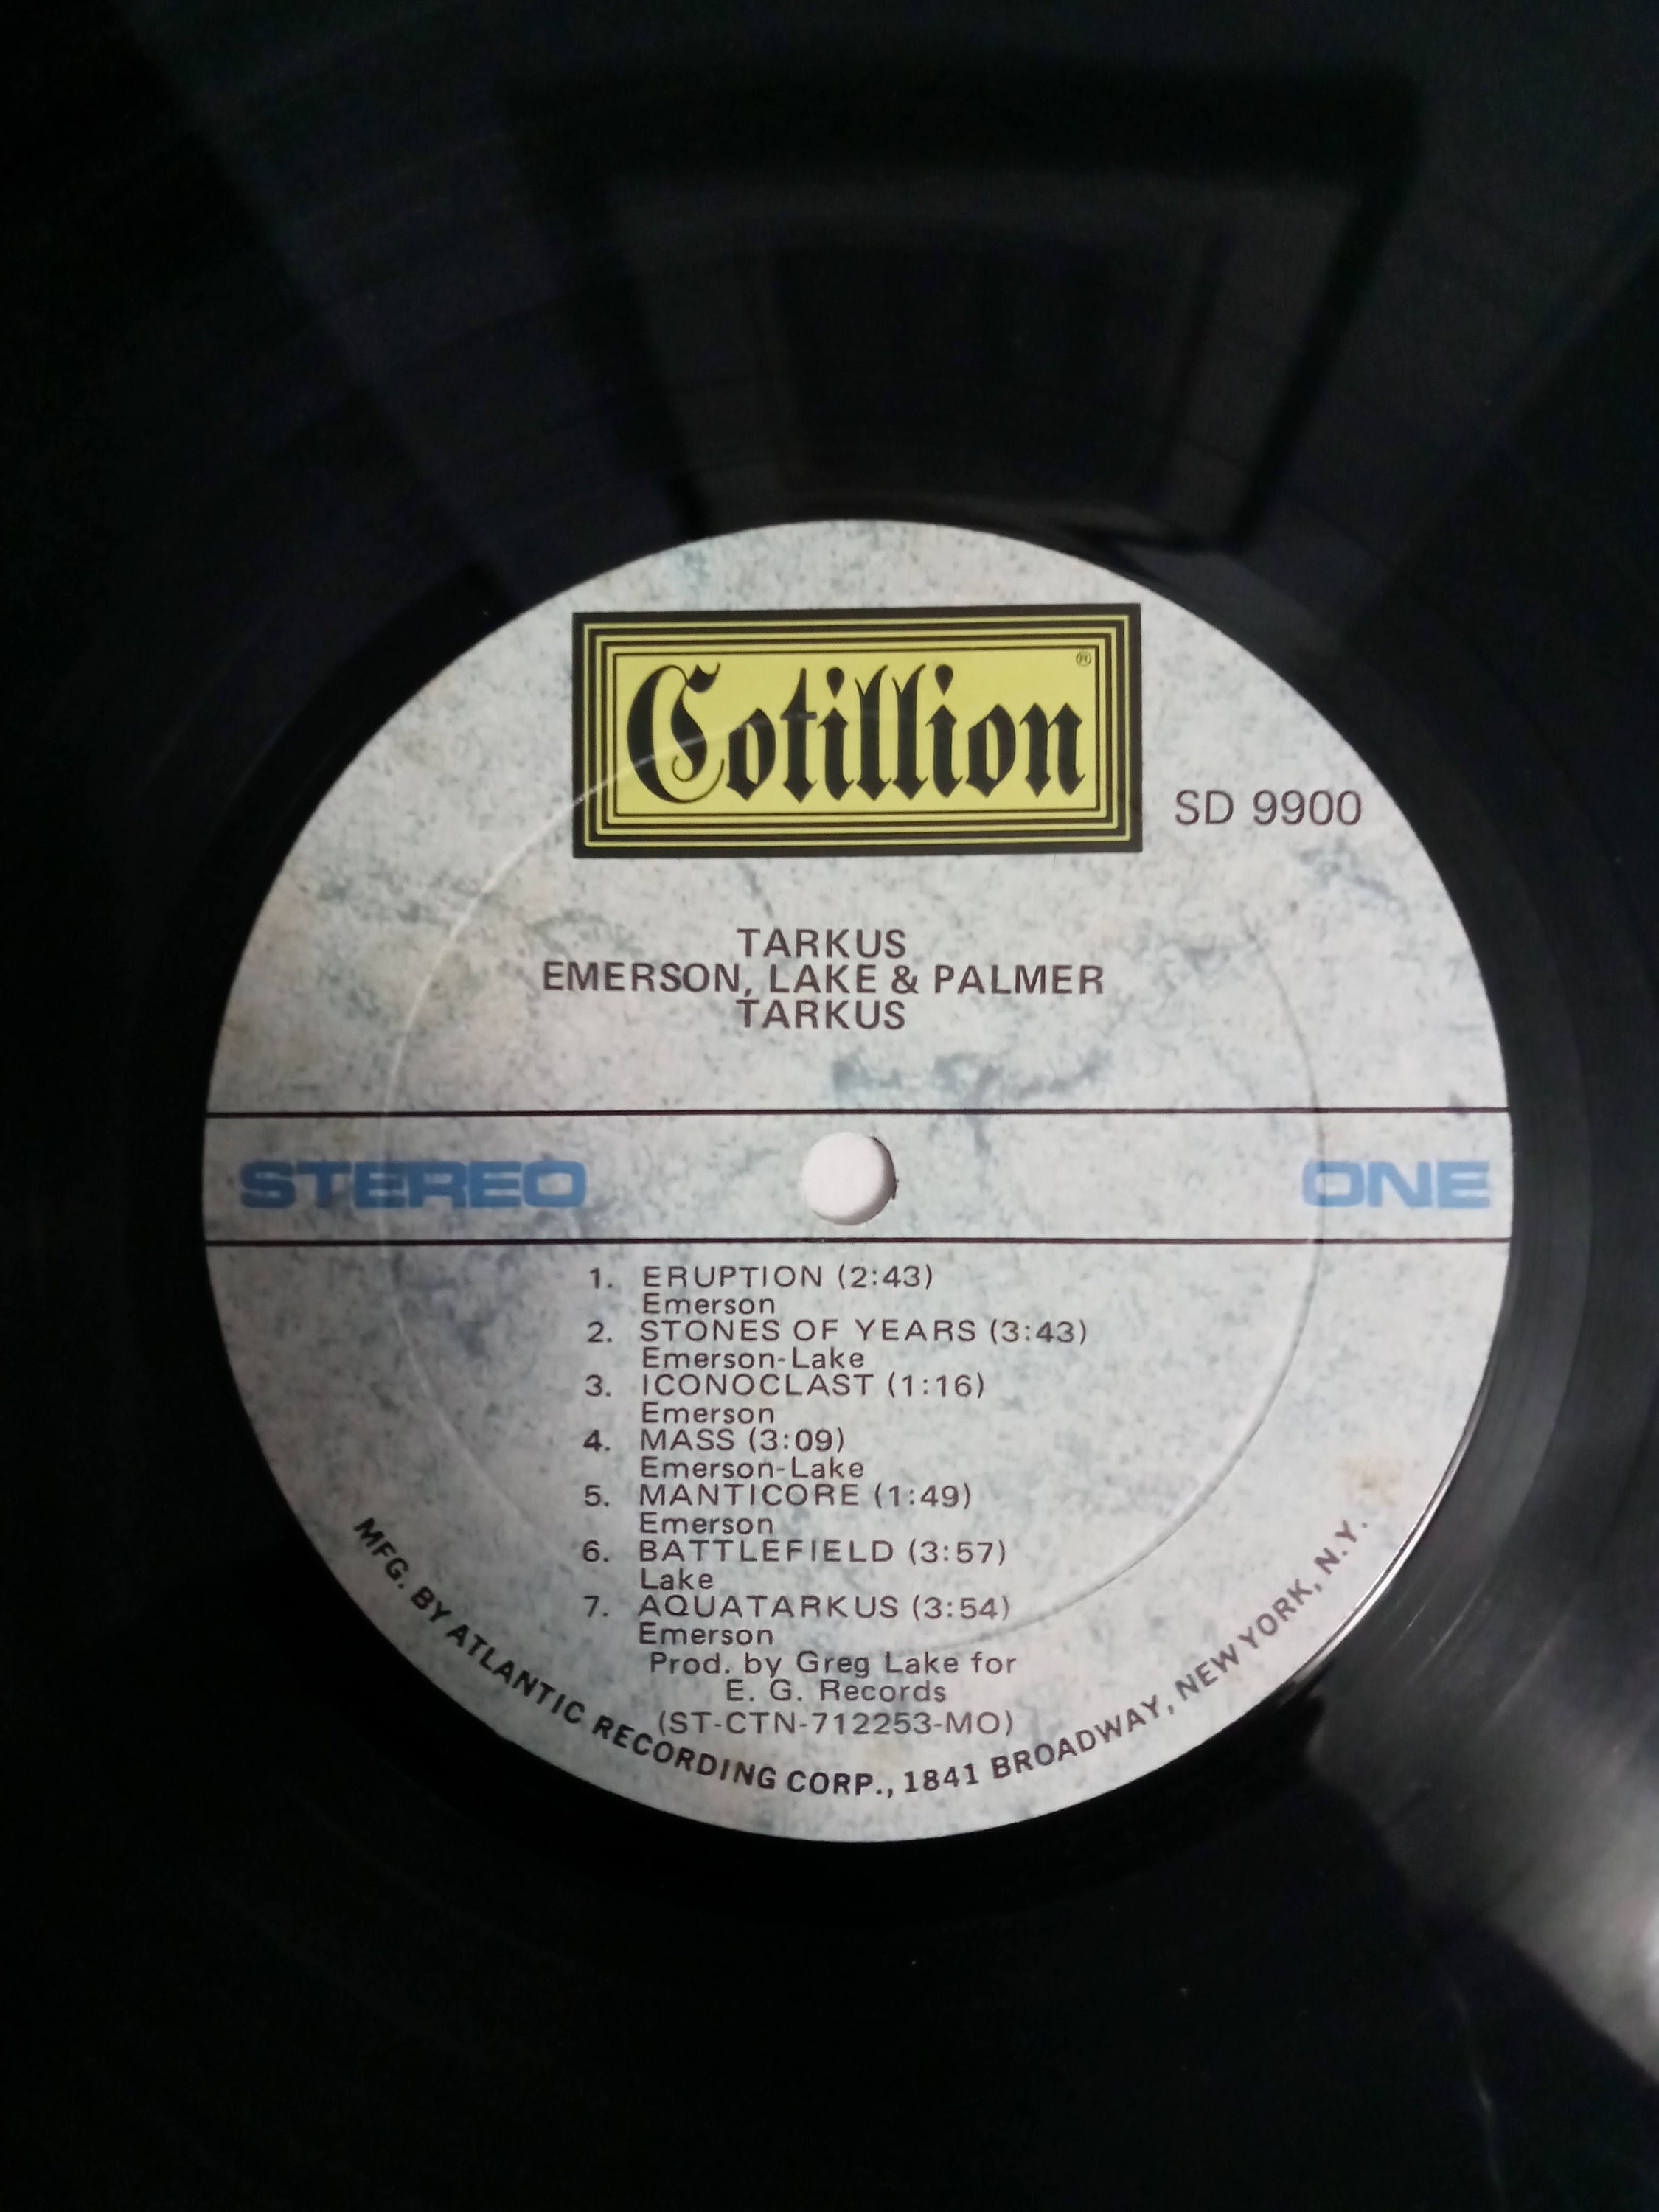 Cotillion ®
SD 9900
TARKUS
EMERSON, LAKE & PALMER
TARKUS
STEREO
ONE
1. ERUPTION (2:43)
Emerson
2. STONES OF YEARS (3:43)
Emerson-Lake
3. ICONOCLAST (1:16)
Emerson
4. MASS (3:09)
Emerson-Lake
5. MANTICORE (1:49)
Emerson
6. BATTLEFIELD (3:57)
Lake
7. AQUATARKUS (3:54)
Emerson
Prod. by Greg Lake for
E. G. Records
(ST-CTN-712253-MO)
MFG. BY ATLANTIC RECORDING CORP., 1841 BROADWAY, NEW YORK, N.Y.